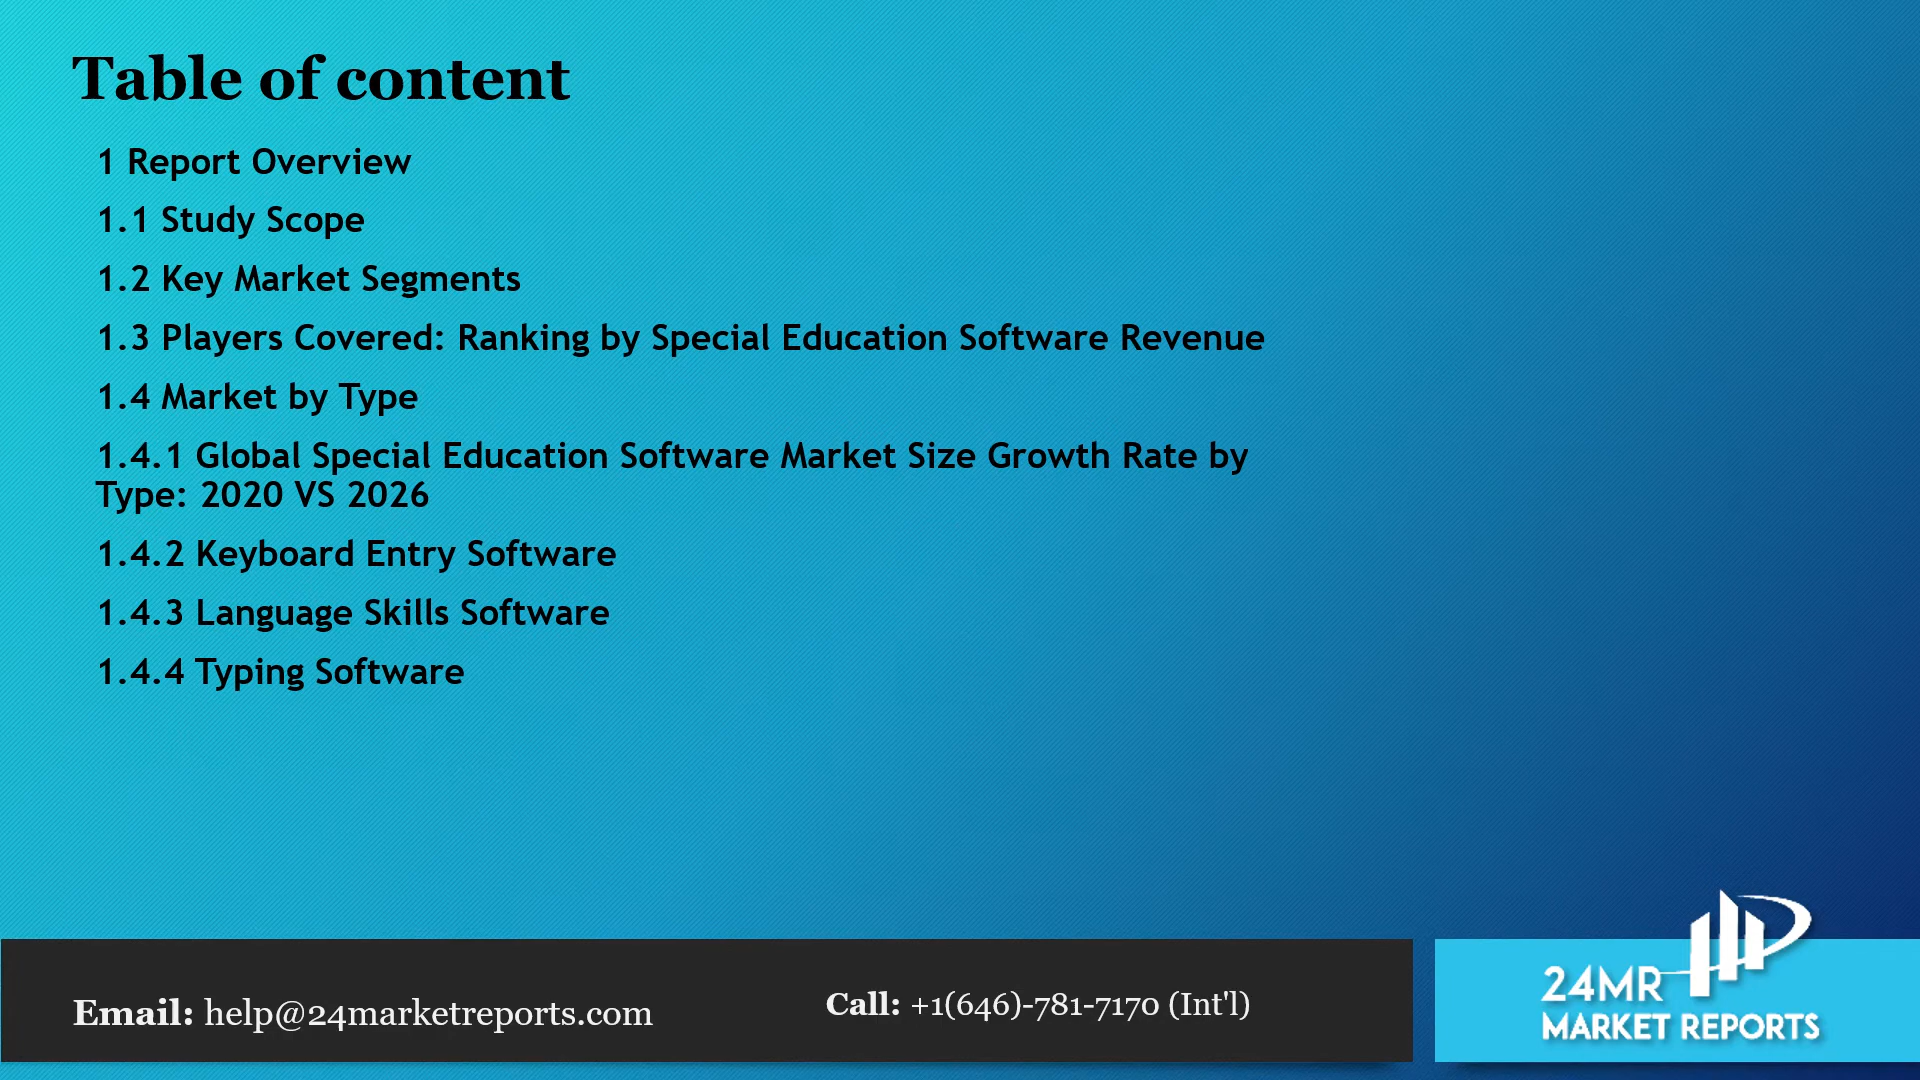 Table of content
1 Report Overview
1.1 Study Scope
1.2 Key Market Segments
1.3 Players Covered: Ranking by Special Education Software Revenue
1.4 Market by Type
1.4.1 Global Special Education Software Market Size Growth Rate by
Type: 2020 VS 2026
1.4.2 Keyboard Entry Software
1.4.3 Language Skills Software
1.4.4 Typing Software
Email: help@24marketreports.com
Call: +1(646)-781-7170 (Int'l)
24MR
MARKET REPORTS